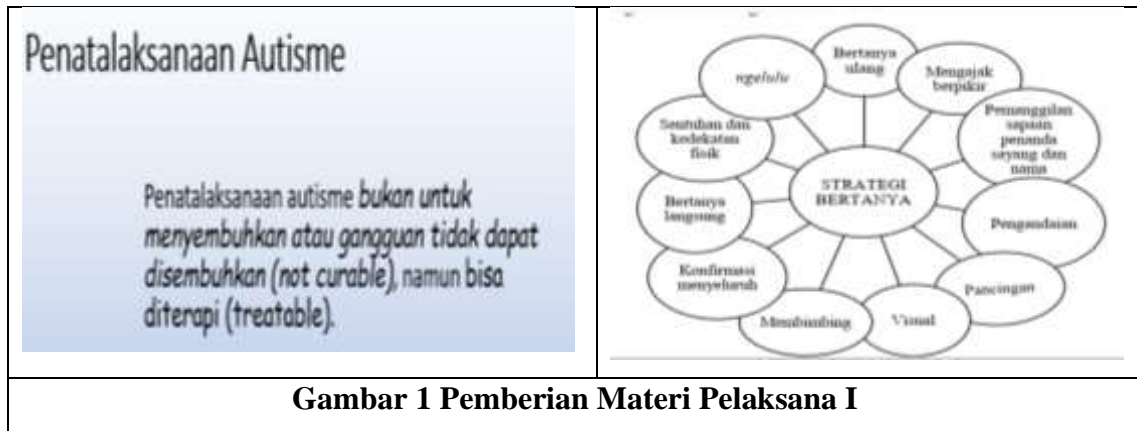 Penatalaksanaan Autisme
Penatalaksanaan autisme bukan untuk
menyembuhkan atau gangguan tidak dapat
disembuhkan (not curable), namun bisa
diterapi (treatable).
Bertanya
ulang
Mengajak
berpikir
Pemanggilan
sapaan
penanda
sayang dan
nama
Pengandaian
Pancingan
Visual
Membimbing
Konfirmasi
menyeluruh
Bertanya
langsung
Sentuhan dan
kedekatan
fisik
ngelulu
STRATEGI
BERTANYA
Gambar 1 Pemberian Materi Pelaksana I